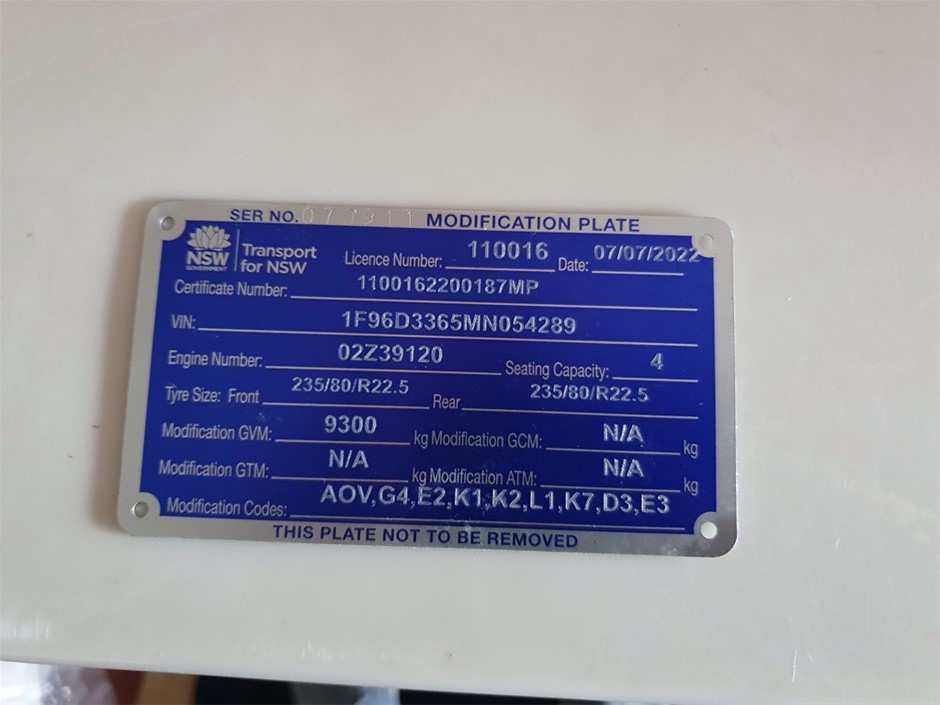 SER NO. MODIFICATION PLATE
NSW GOVERNMENT Transport for NSW Licence Number: 110016 Date: 07/07/2022
Certificate Number: 1100162200187MP
VIN: 1F96D3365MN054289
Engine Number: 02Z39120 Seating Capacity: 4
Tyre Size: Front 235/80/R22.5 Rear 235/80/R22.5
Modification GVM: 9300 kg Modification GCM: N/A kg
Modification GTM: N/A kg Modification ATM: N/A kg
Modification Codes: AOV,G4,E2,K1,K2,L1,K7,D3,E3
THIS PLATE NOT TO BE REMOVED